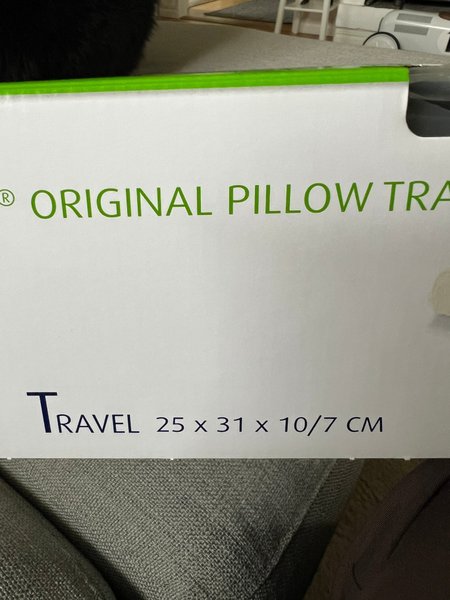 ® ORIGINAL PILLOW TRA
TRAVEL 25 x 31 x 10/7 CM